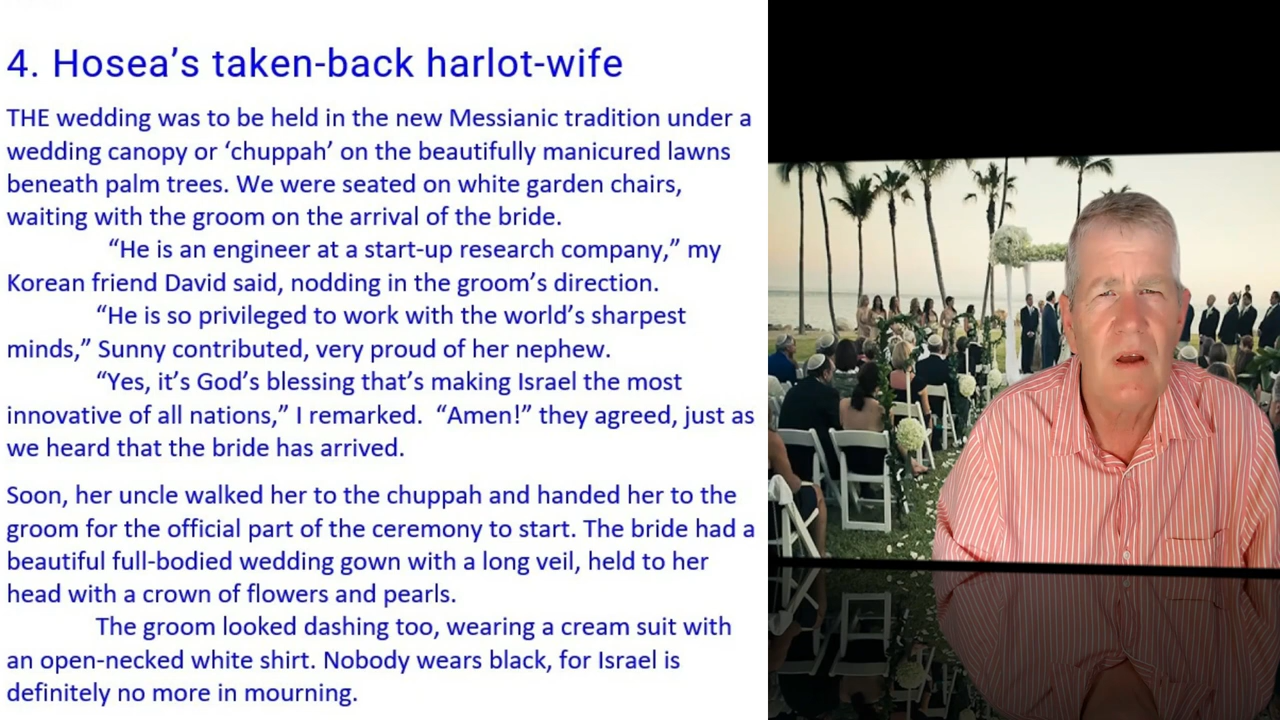 4. Hosea’s taken-back harlot-wife
THE wedding was to be held in the new Messianic tradition under a
wedding canopy or ‘chuppah’ on the beautifully manicured lawns
beneath palm trees. We were seated on white garden chairs,
waiting with the groom on the arrival of the bride.
“He is an engineer at a start-up research company,” my
Korean friend David said, nodding in the groom’s direction.
“He is so privileged to work with the world’s sharpest
minds,” Sunny contributed, very proud of her nephew.
“Yes, it’s God’s blessing that’s making Israel the most
innovative of all nations,” I remarked.  “Amen!” they agreed, just as
we heard that the bride has arrived.
Soon, her uncle walked her to the chuppah and handed her to the
groom for the official part of the ceremony to start. The bride had a
beautiful full-bodied wedding gown with a long veil, held to her
head with a crown of flowers and pearls.
The groom looked dashing too, wearing a cream suit with
an open-necked white shirt. Nobody wears black, for Israel is
definitely no more in mourning.